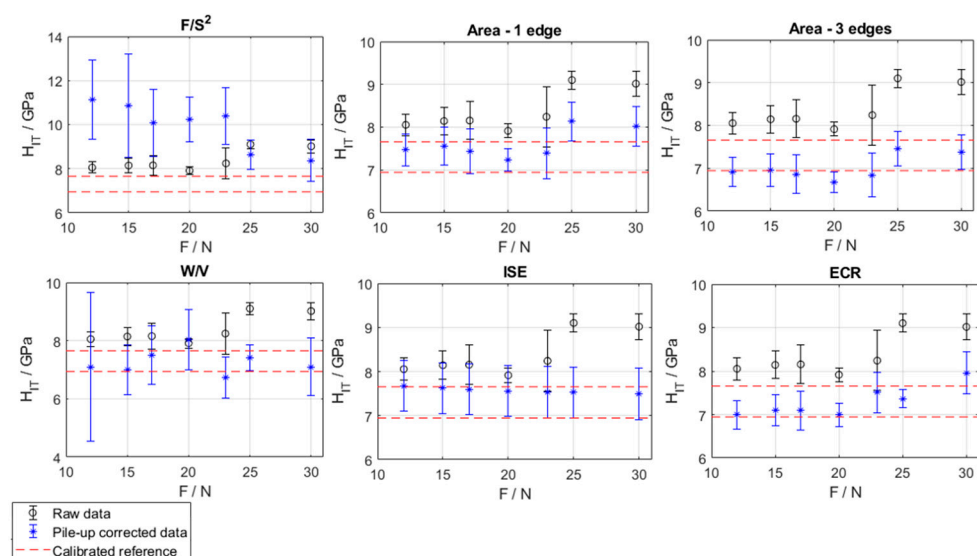 F/S²
H_IT / GPa
14
12
10
8
6
10 15 20 25 30
F / N
Area - 1 edge
H_IT / GPa
10
9
8
7
6
10 15 20 25 30
F / N
Area - 3 edges
H_IT / GPa
10
9
8
7
6
10 15 20 25 30
F / N
W/V
H_IT / GPa
10
8
6
4
10 15 20 25 30
F / N
ISE
H_IT / GPa
10
9
8
7
6
10 15 20 25 30
F / N
ECR
H_IT / GPa
10
9
8
7
6
10 15 20 25 30
F / N
Raw data
Pile-up corrected data
Calibrated reference